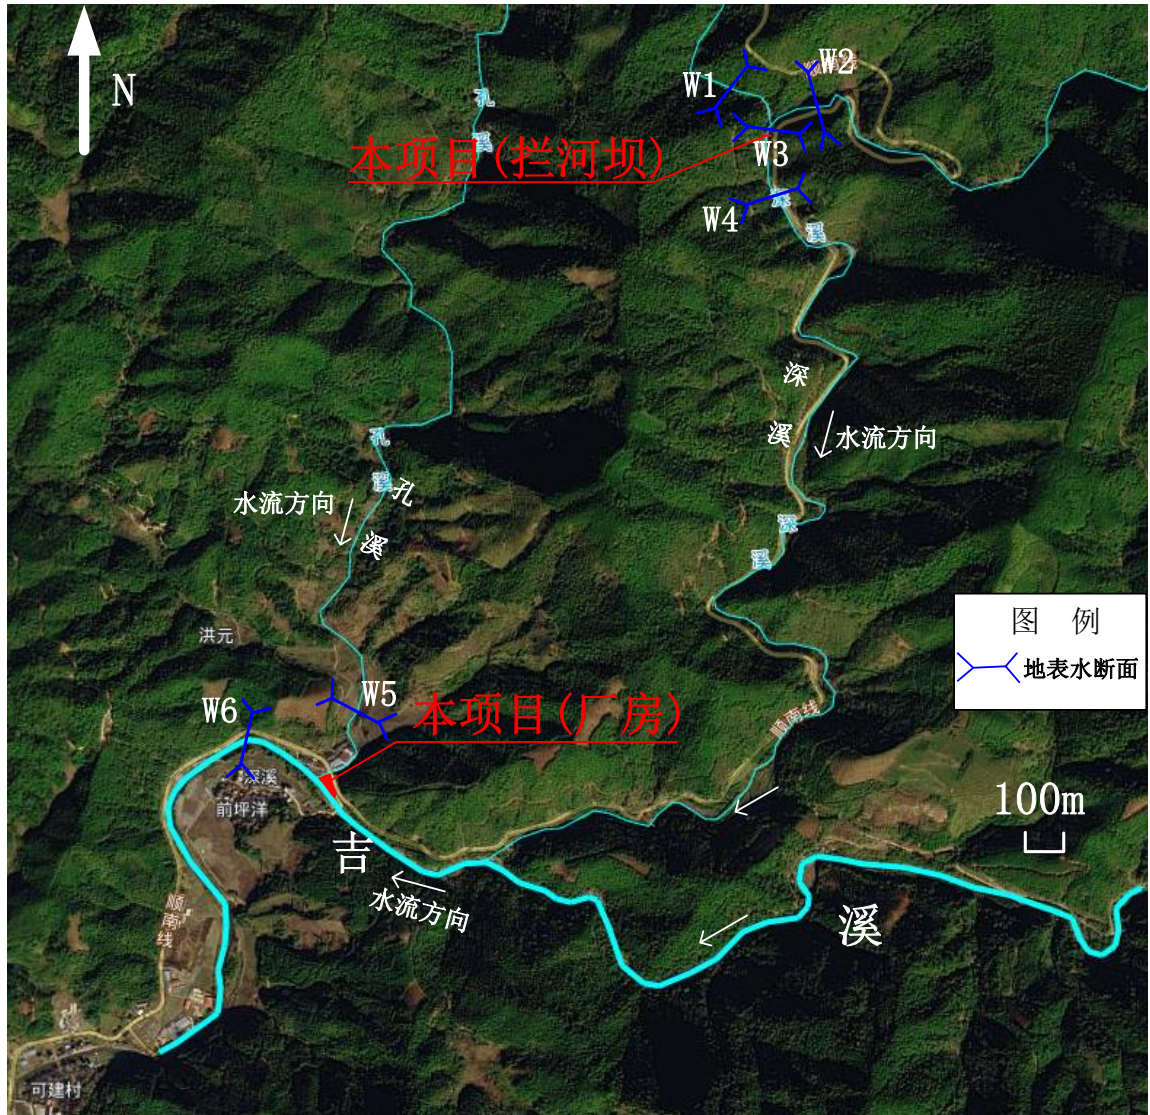 N
孔
溪
W1
W2
本项目(拦河坝)
W3
W4
深
溪
深
溪
水流方向
孔
溪
孔
溪
水流方向
深
溪
图 例
地表水断面
洪元
W5
W6
本项目(厂房)
顺南线
深溪
前坪洋
100m
吉
水流方向
溪
顺南线
可建村